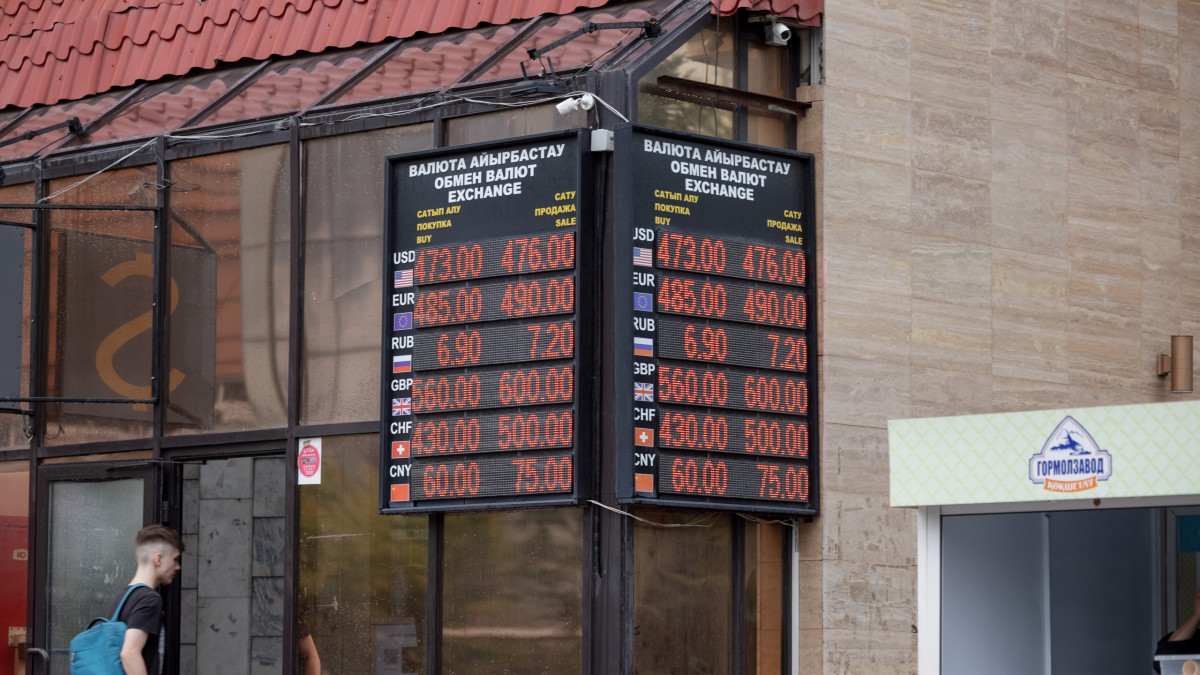 ВАЛЮТА АЙЫРБАСТАУ
ОБМЕН ВАЛЮТ
EXCHANGE
САТЫП АЛУ САТУ
ПОКУПКА ПРОДАЖА
BUY SALE
USD 473.00 476.00
EUR 485.00 490.00
RUB 6.90 7.20
GBP 560.00 600.00
CHF 430.00 500.00
CNY 60.00 75.00
ВАЛЮТА АЙЫРБАСТАУ
ОБМЕН ВАЛЮТ
EXCHANGE
САТЫП АЛУ САТУ
ПОКУПКА ПРОДАЖА
BUY SALE
USD 473.00 476.00
EUR 485.00 490.00
RUB 6.90 7.20
GBP 560.00 600.00
CHF 430.00 500.00
CNY 60.00 75.00
ГОРМОЛЗАВОД
КӨКШЕТАУ